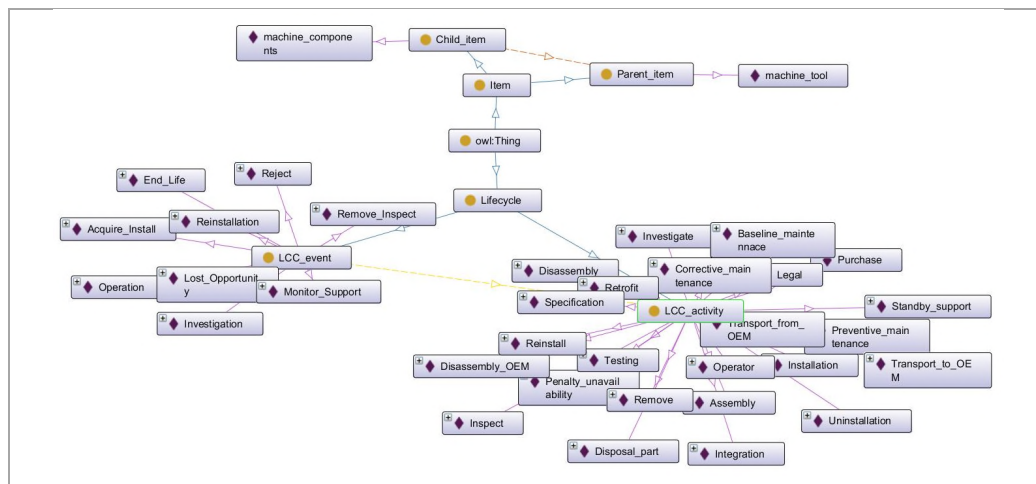 machine_compone
nts
Child_item
Parent_item
machine_tool
Item
owl:Thing
Lifecycle
End_Life
Reject
Reinstallation
Remove_Inspect
Acquire_Install
LCC_event
Operation
Lost_Opportunit
y
Monitor_Support
Investigation
Investigate
Baseline_mainte
nnace
Purchase
Disassembly
Corrective_main
tenance
Legal
Retrofit
Specification
LCC_activity
Standby_support
Transport_from_
OEM
Preventive_main
tenance
Reinstall
Testing
Operator
Installation
Transport_to_OE
M
Disassembly_OEM
Penalty_unavail
ability
Remove
Assembly
Inspect
Uninstallation
Disposal_part
Integration